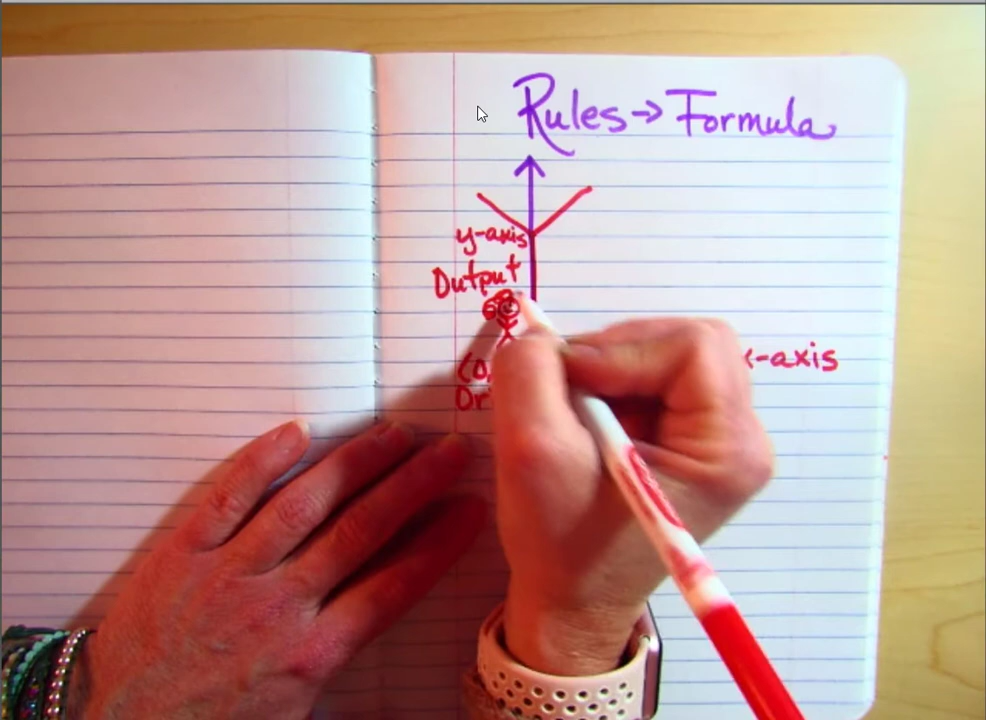 Rules → Formula
y-axis
Output
x-axis